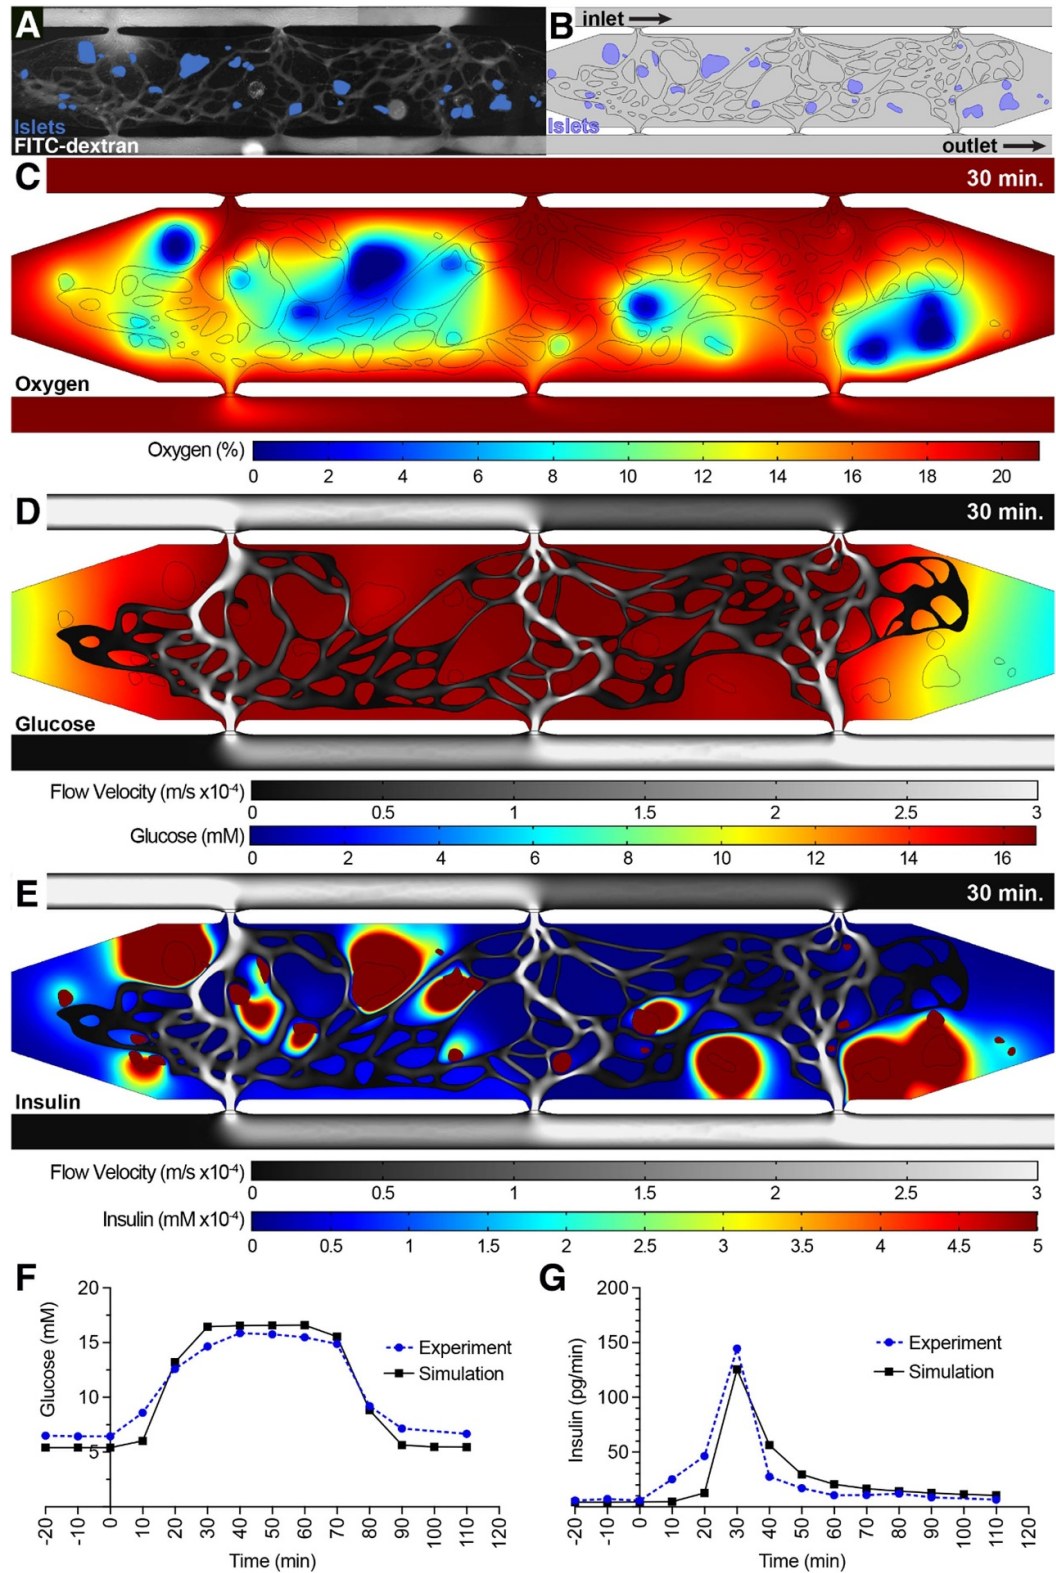 A
B
inlet
Islets
FITC-dextran
Islets
outlet
C
30 min.
Oxygen
Oxygen (%)
0 2 4 6 8 10 12 14 16 18 20
D
30 min.
Glucose
Flow Velocity (m/s x10-4)
0 0.5 1 1.5 2 2.5 3
Glucose (mM)
0 2 4 6 8 10 12 14 16
E
30 min.
Insulin
Flow Velocity (m/s x10-4)
0 0.5 1 1.5 2 2.5 3
Insulin (mM x10-4)
0 0.5 1 1.5 2 2.5 3 3.5 4 4.5 5
F
Glucose (mM)
20
15
10
5
Experiment
Simulation
-20 -10 0 10 20 30 40 50 60 70 80 90 100 110 120
Time (min)
G
Insulin (pg/min)
200
150
100
50
Experiment
Simulation
-20 -10 0 10 20 30 40 50 60 70 80 90 100 110 120
Time (min)